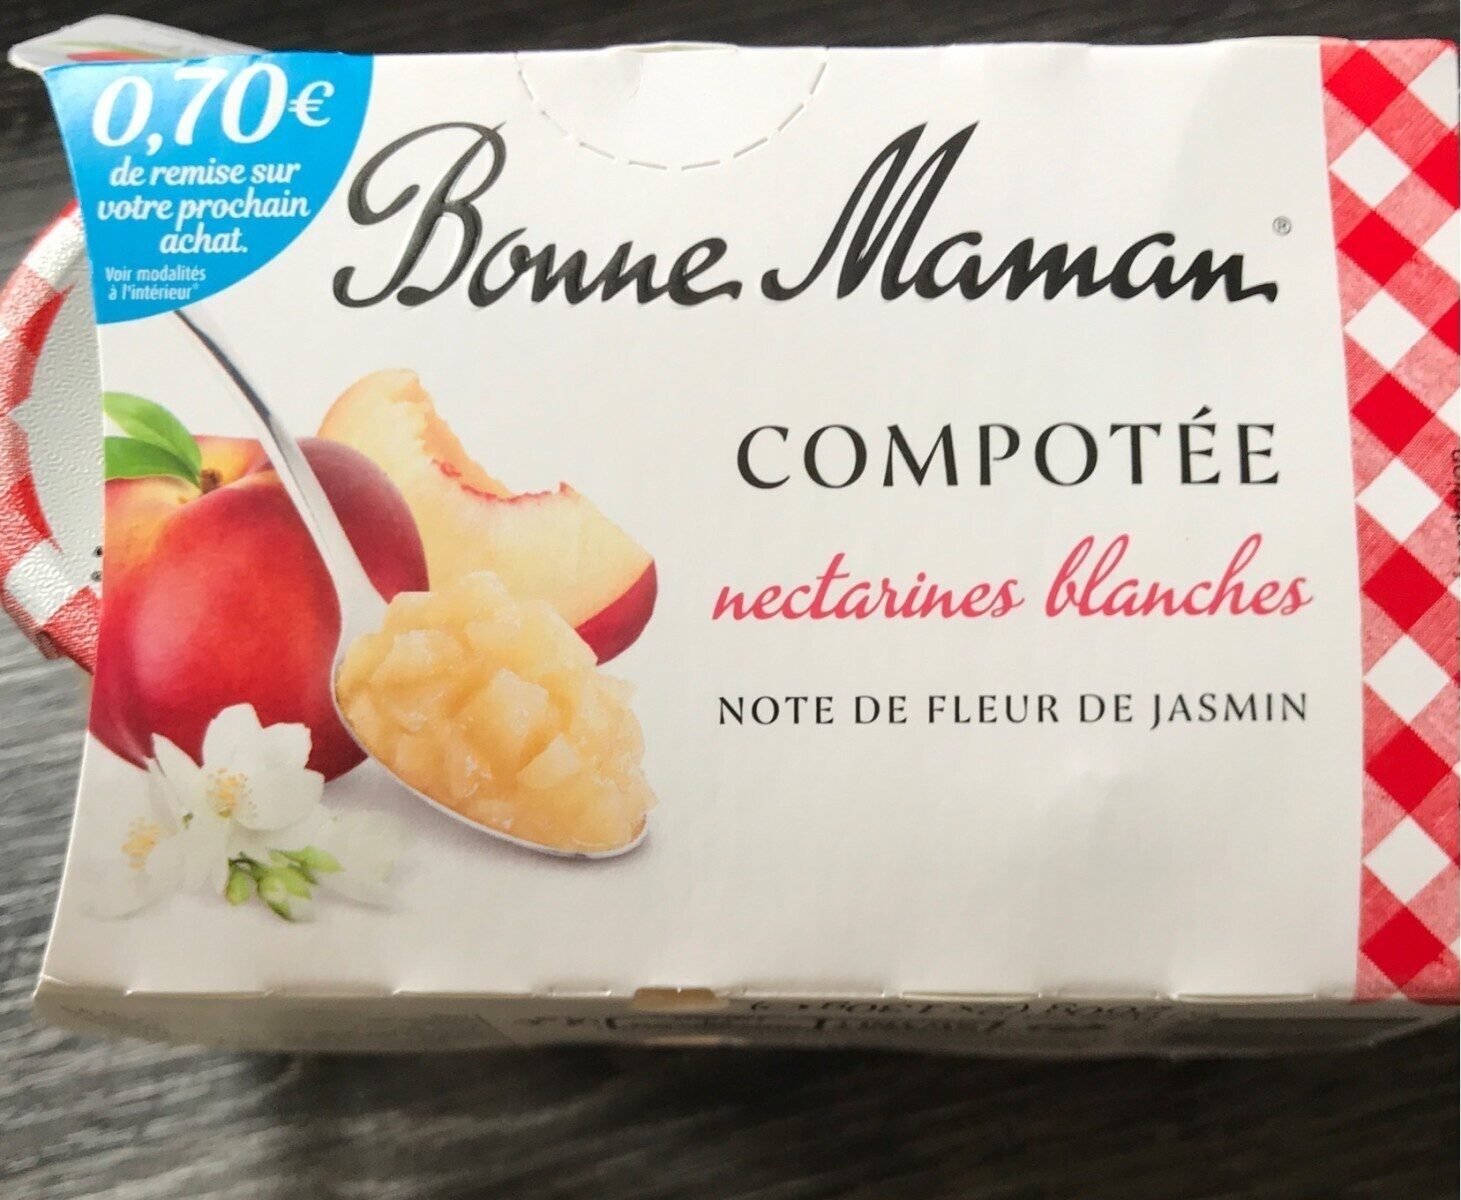 0,70€
de remise sur
votre prochain
achat.
Voir modalités
à l'intérieur*
Bonne Maman®
COMPOTÉE
nectarines blanches
NOTE DE FLEUR DE JASMIN